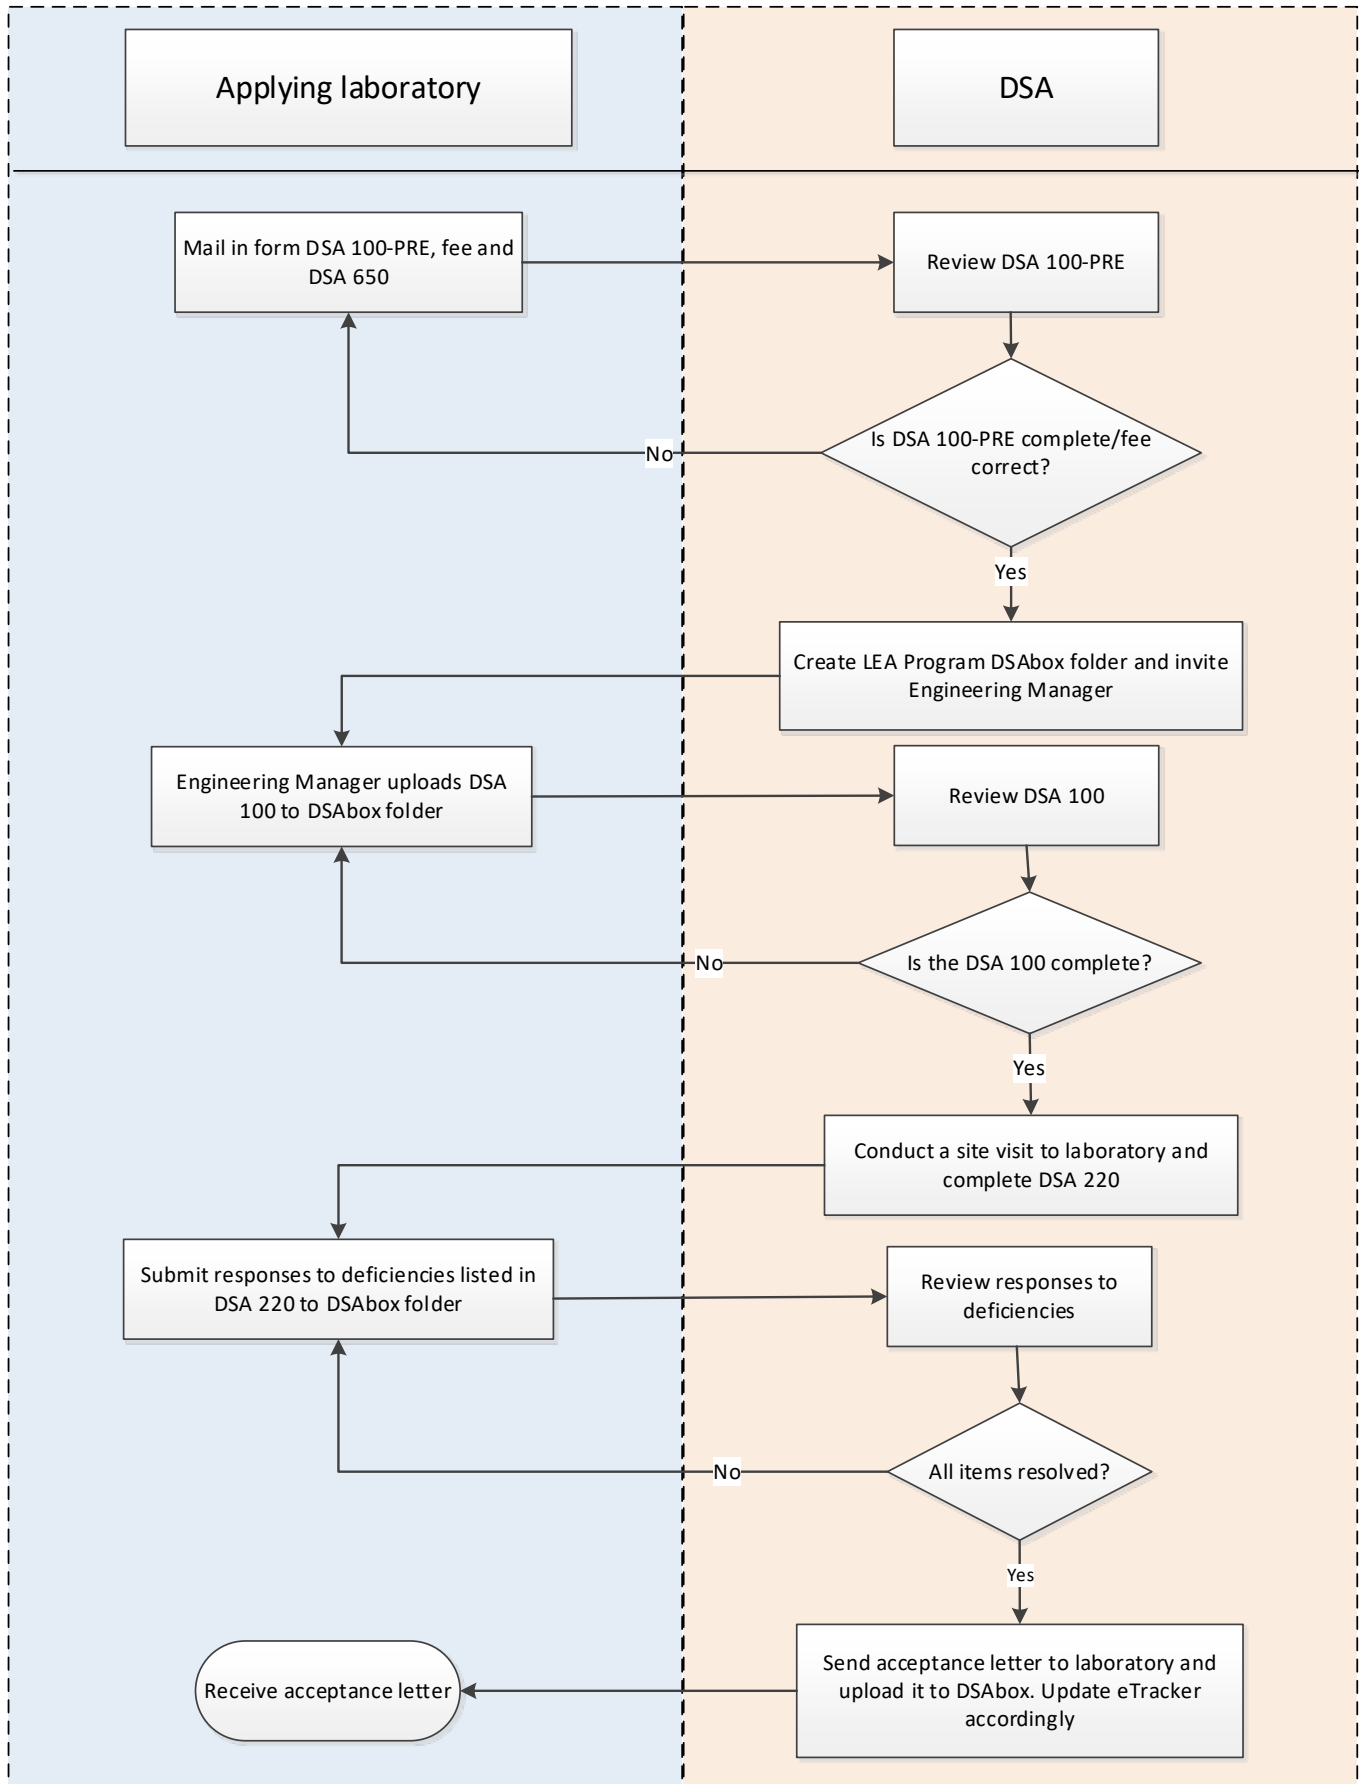 Applying laboratory
DSA
Mail in form DSA 100-PRE, fee and
DSA 650
Review DSA 100-PRE
Is DSA 100-PRE complete/fee
correct?
No
Yes
Create LEA Program DSAbox folder and invite
Engineering Manager
Engineering Manager uploads DSA
100 to DSAbox folder
Review DSA 100
Is the DSA 100 complete?
No
Yes
Conduct a site visit to laboratory and
complete DSA 220
Submit responses to deficiencies listed in
DSA 220 to DSAbox folder
Review responses to
deficiencies
All items resolved?
No
Yes
Send acceptance letter to laboratory and
upload it to DSAbox. Update eTracker
accordingly
Receive acceptance letter